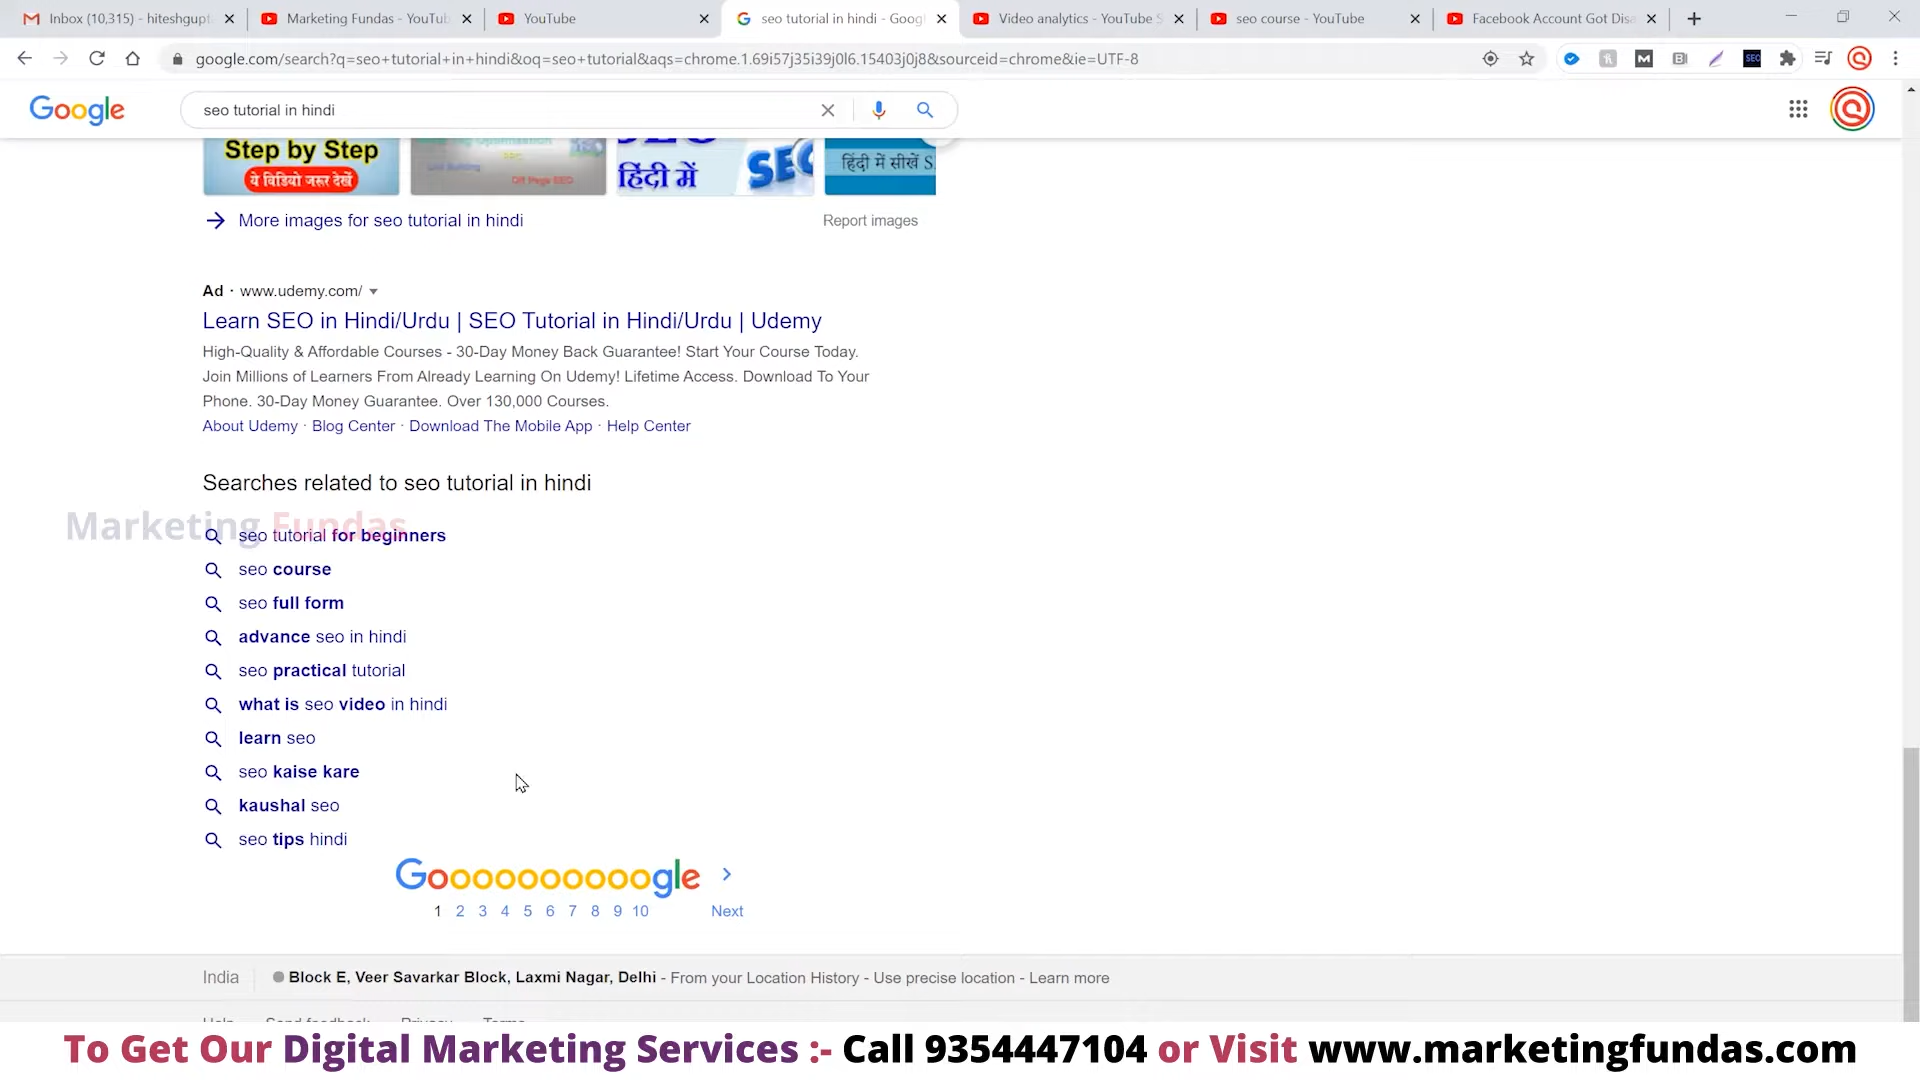 Inbox (10,315) - hiteshgupt
Marketing Fundas - YouTub
YouTube
seo tutorial in hindi - Googl
Video analytics - YouTube S
seo course - YouTube
Facebook Account Got Disa
google.com/search?q=seo+tutorial+in+hindi&oq=seo+tutorial&aqs=chrome.1.69i57j35i39j0l6.15403j0j8&sourceid=chrome&ie=UTF-8
Google
seo tutorial in hindi
Step by Step
ये विडियो जरूर देखें
Off Page SEO
हिंदी में
SEO
हिंदी में सीखें S
More images for seo tutorial in hindi
Report images
Ad · www.udemy.com/
Learn SEO in Hindi/Urdu | SEO Tutorial in Hindi/Urdu | Udemy
High-Quality & Affordable Courses - 30-Day Money Back Guarantee! Start Your Course Today.
Join Millions of Learners From Already Learning On Udemy! Lifetime Access. Download To Your
Phone. 30-Day Money Guarantee. Over 130,000 Courses.
About Udemy · Blog Center · Download The Mobile App · Help Center
Searches related to seo tutorial in hindi
Marketing Fundas
seo tutorial for beginners
seo course
seo full form
advance seo in hindi
seo practical tutorial
what is seo video in hindi
learn seo
seo kaise kare
kaushal seo
seo tips hindi
Goooooooooogle
1 2 3 4 5 6 7 8 9 10 Next
India
Block E, Veer Savarkar Block, Laxmi Nagar, Delhi - From your Location History - Use precise location - Learn more
Help Send feedback Privacy Terms
To Get Our Digital Marketing Services :- Call 9354447104 or Visit www.marketingfundas.com